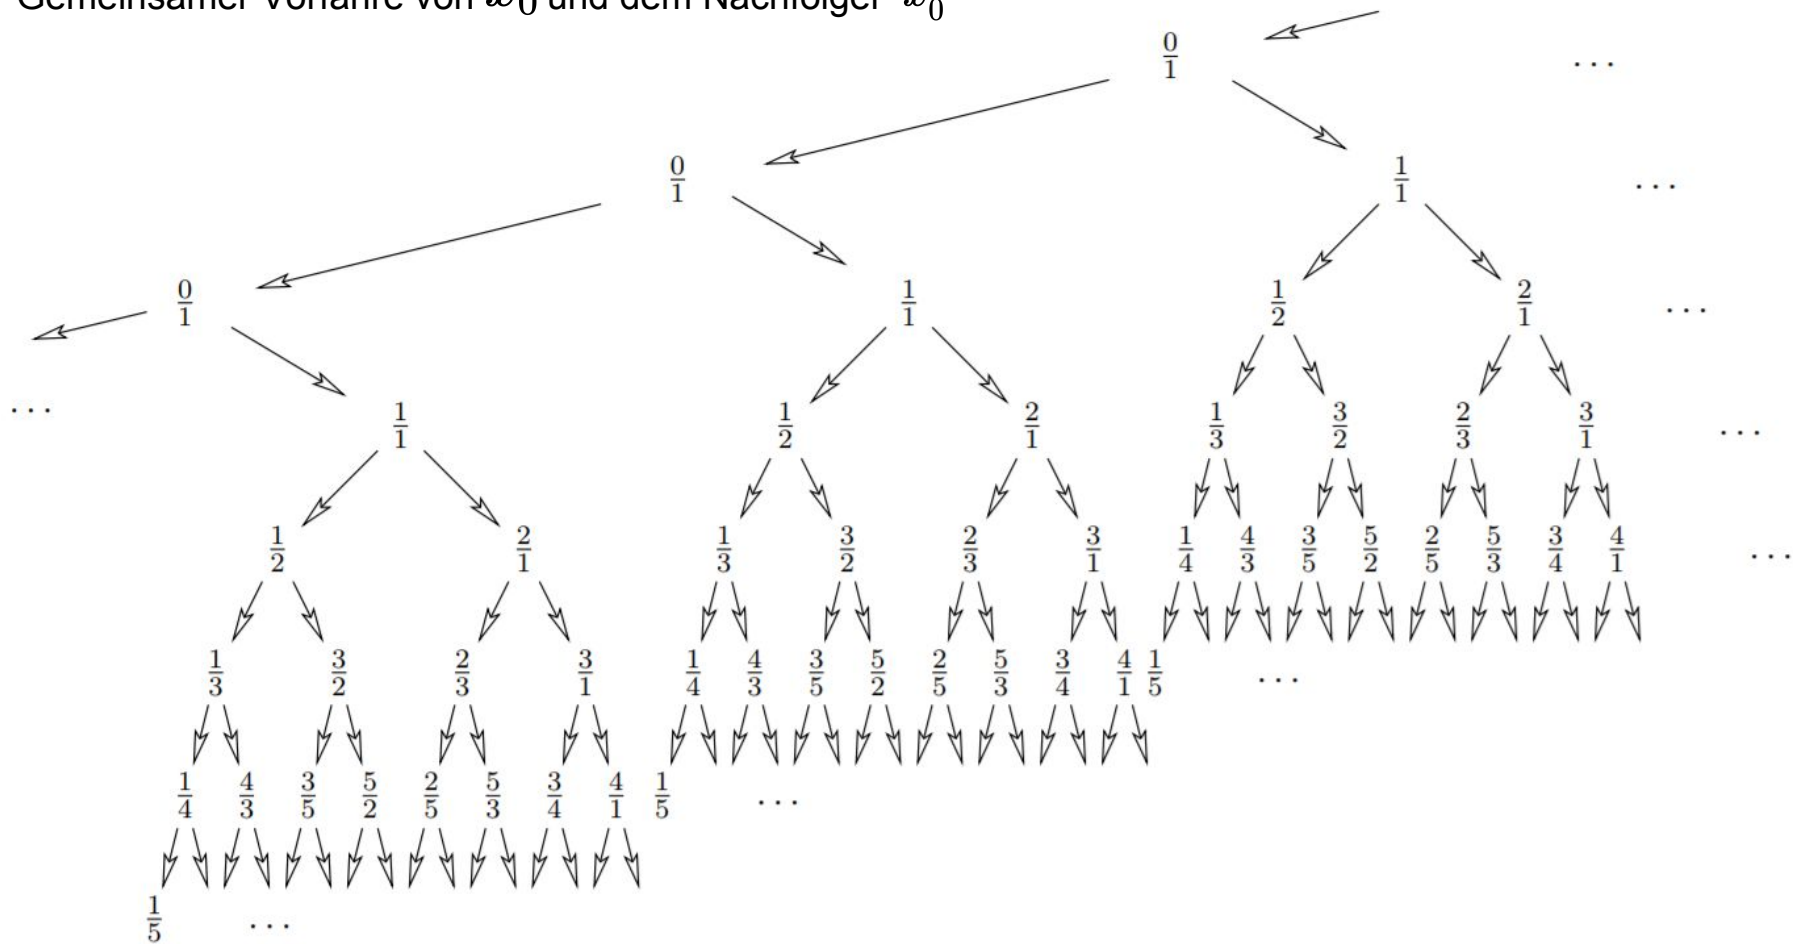 Gemeinsamer Vorfahre von x₀ und dem Nachfolger x₀
0/1 ...
0/1 1/1 ...
0/1 1/1 1/2 2/1 ...
... 1/1 1/2 2/1 1/3 3/2 2/3 3/1 ...
1/2 2/1 1/3 3/2 2/3 3/1 1/4 4/3 3/5 5/2 2/5 5/3 3/4 4/1 ...
1/3 3/2 2/3 3/1 1/4 4/3 3/5 5/2 2/5 5/3 3/4 4/1 1/5 ...
1/4 4/3 3/5 5/2 2/5 5/3 3/4 4/1 1/5 ...
1/5 ...